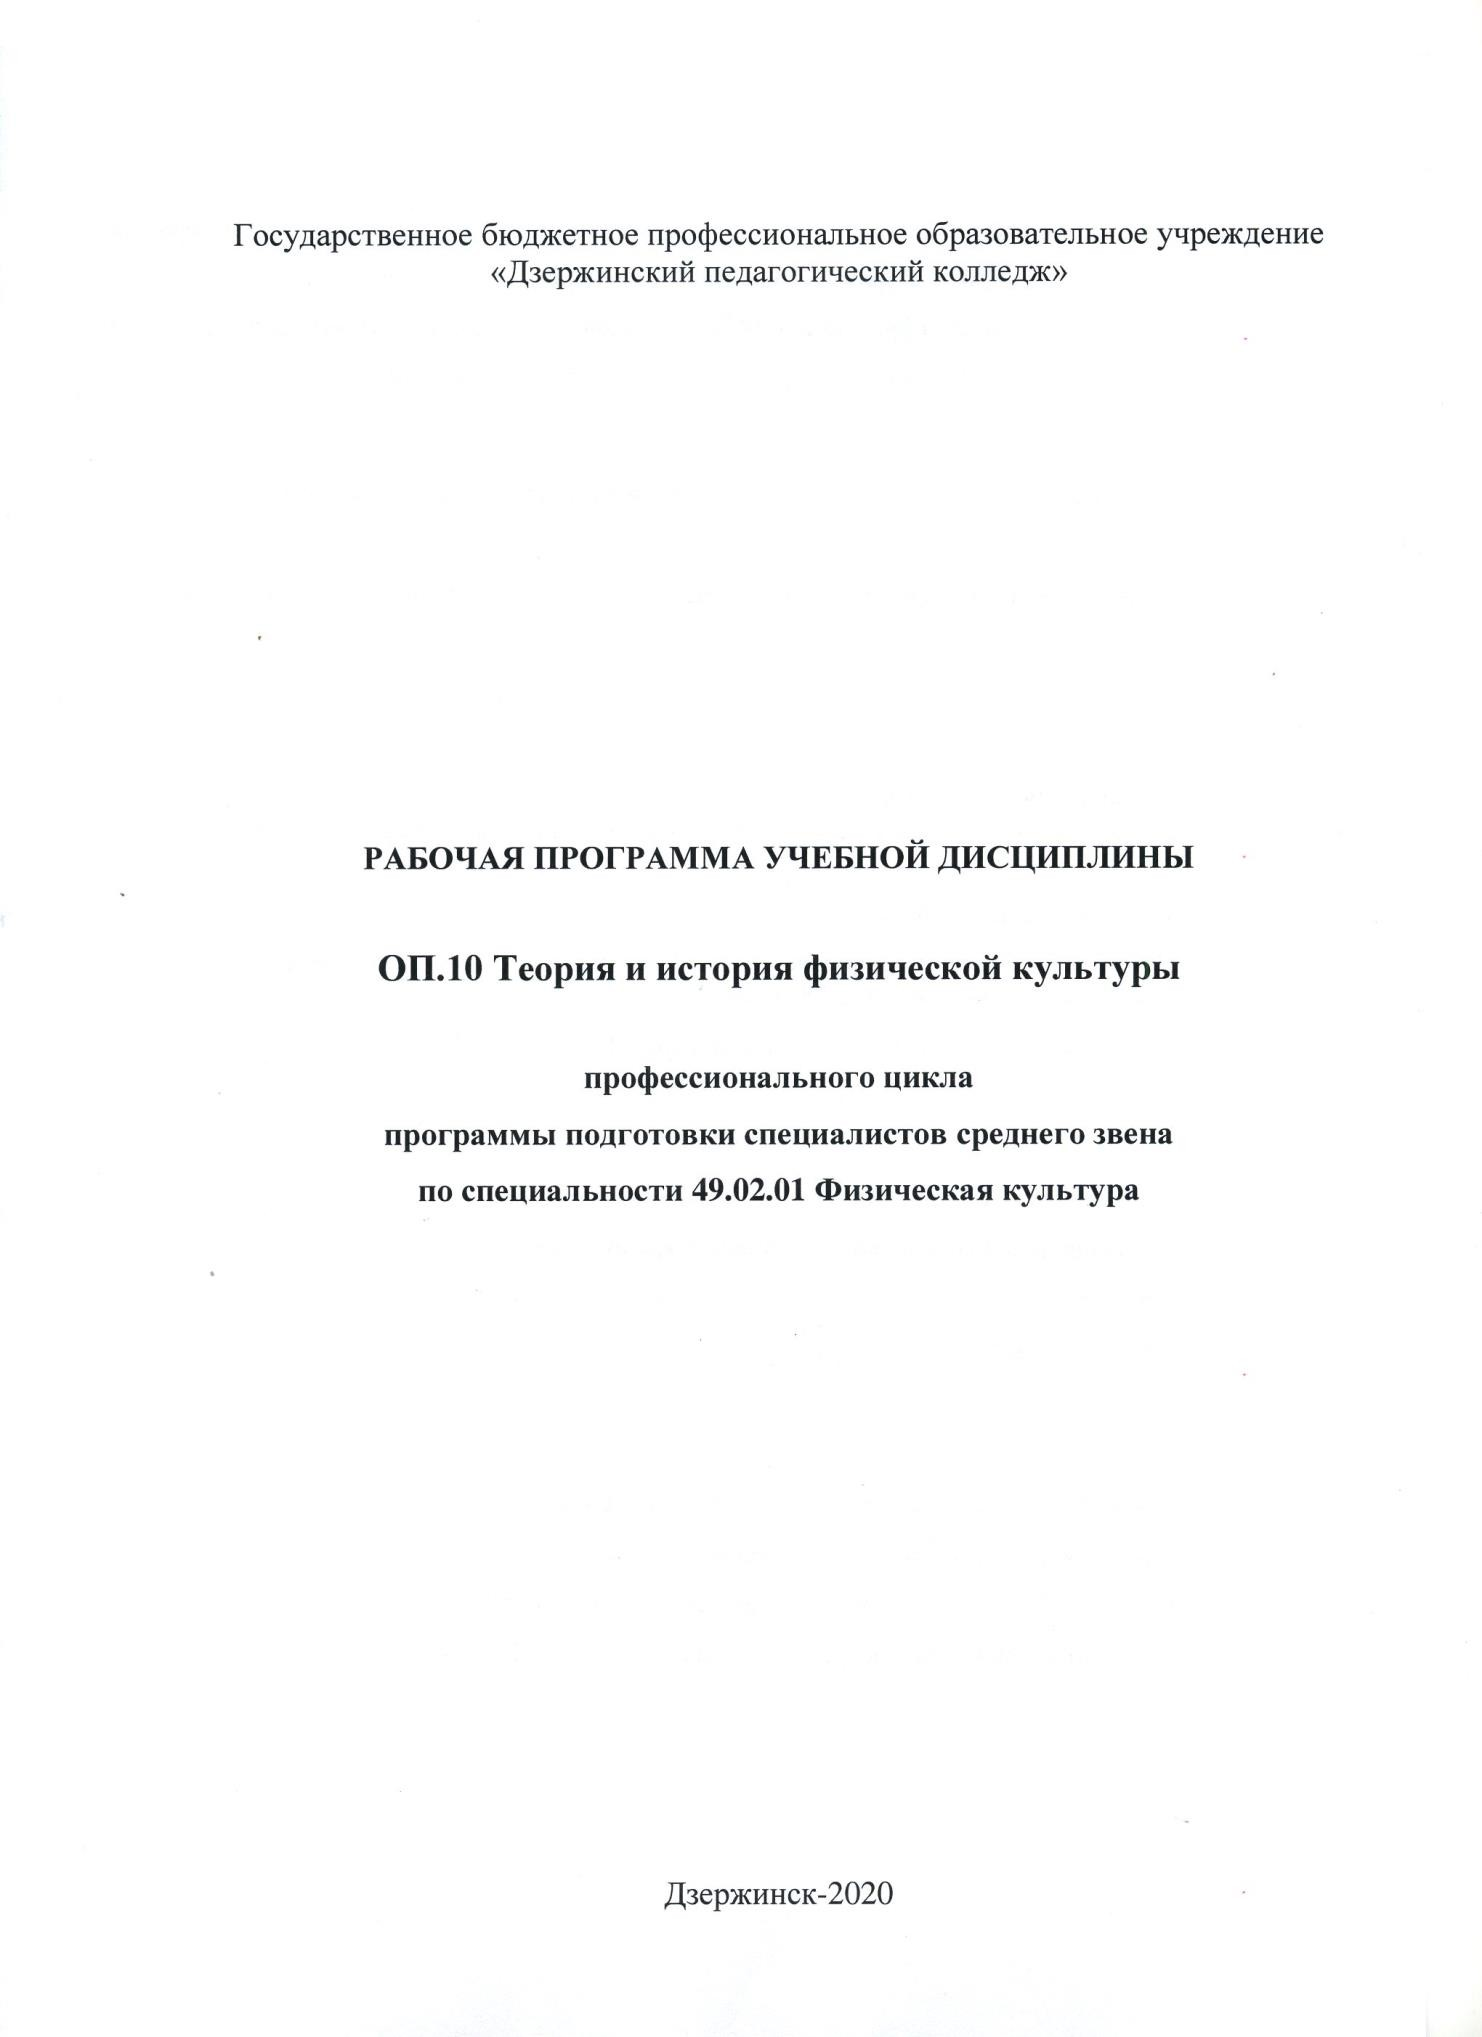 Государственное бюджетное профессиональное образовательное учреждение
«Дзержинский педагогический колледж»
РАБОЧАЯ ПРОГРАММА УЧЕБНОЙ ДИСЦИПЛИНЫ
ОП.10 Теория и история физической культуры
профессионального цикла
программы подготовки специалистов среднего звена
по специальности 49.02.01 Физическая культура
Дзержинск-2020